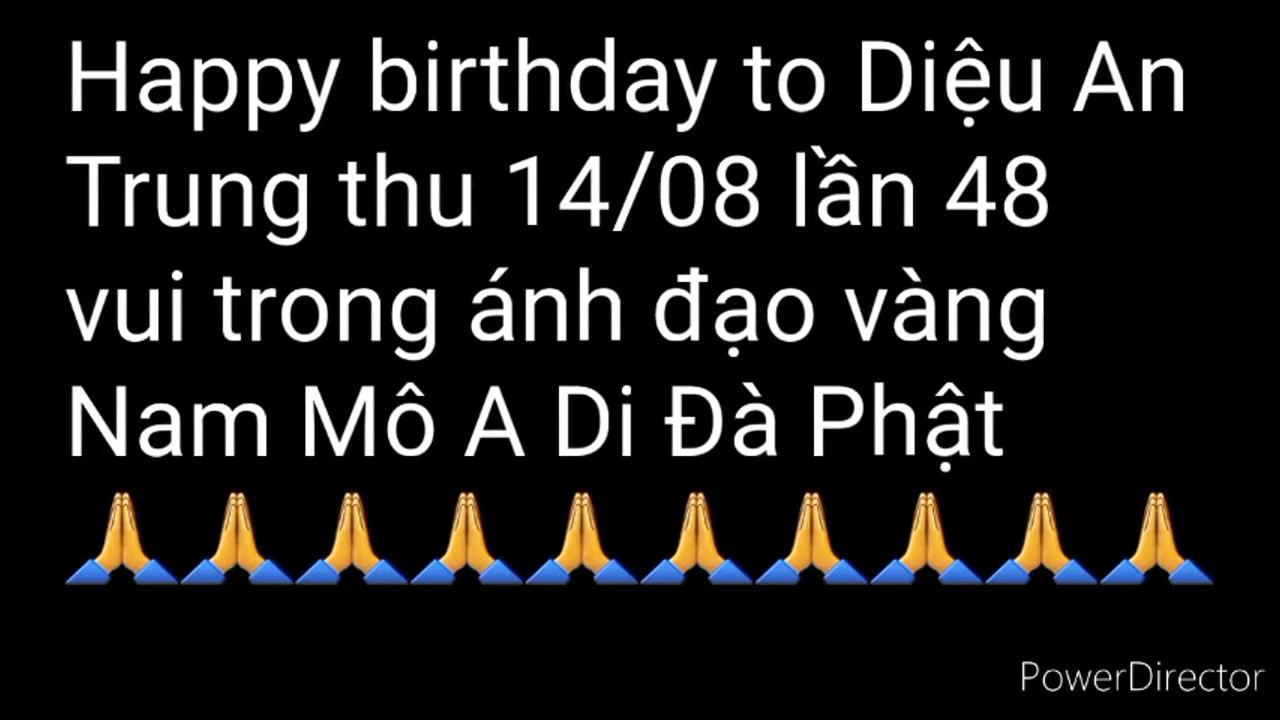 Happy birthday to Diệu An
Trung thu 14/08 lần 48
vui trong ánh đạo vàng
Nam Mô A Di Đà Phật
🙏🙏🙏🙏🙏🙏🙏🙏🙏🙏
PowerDirector